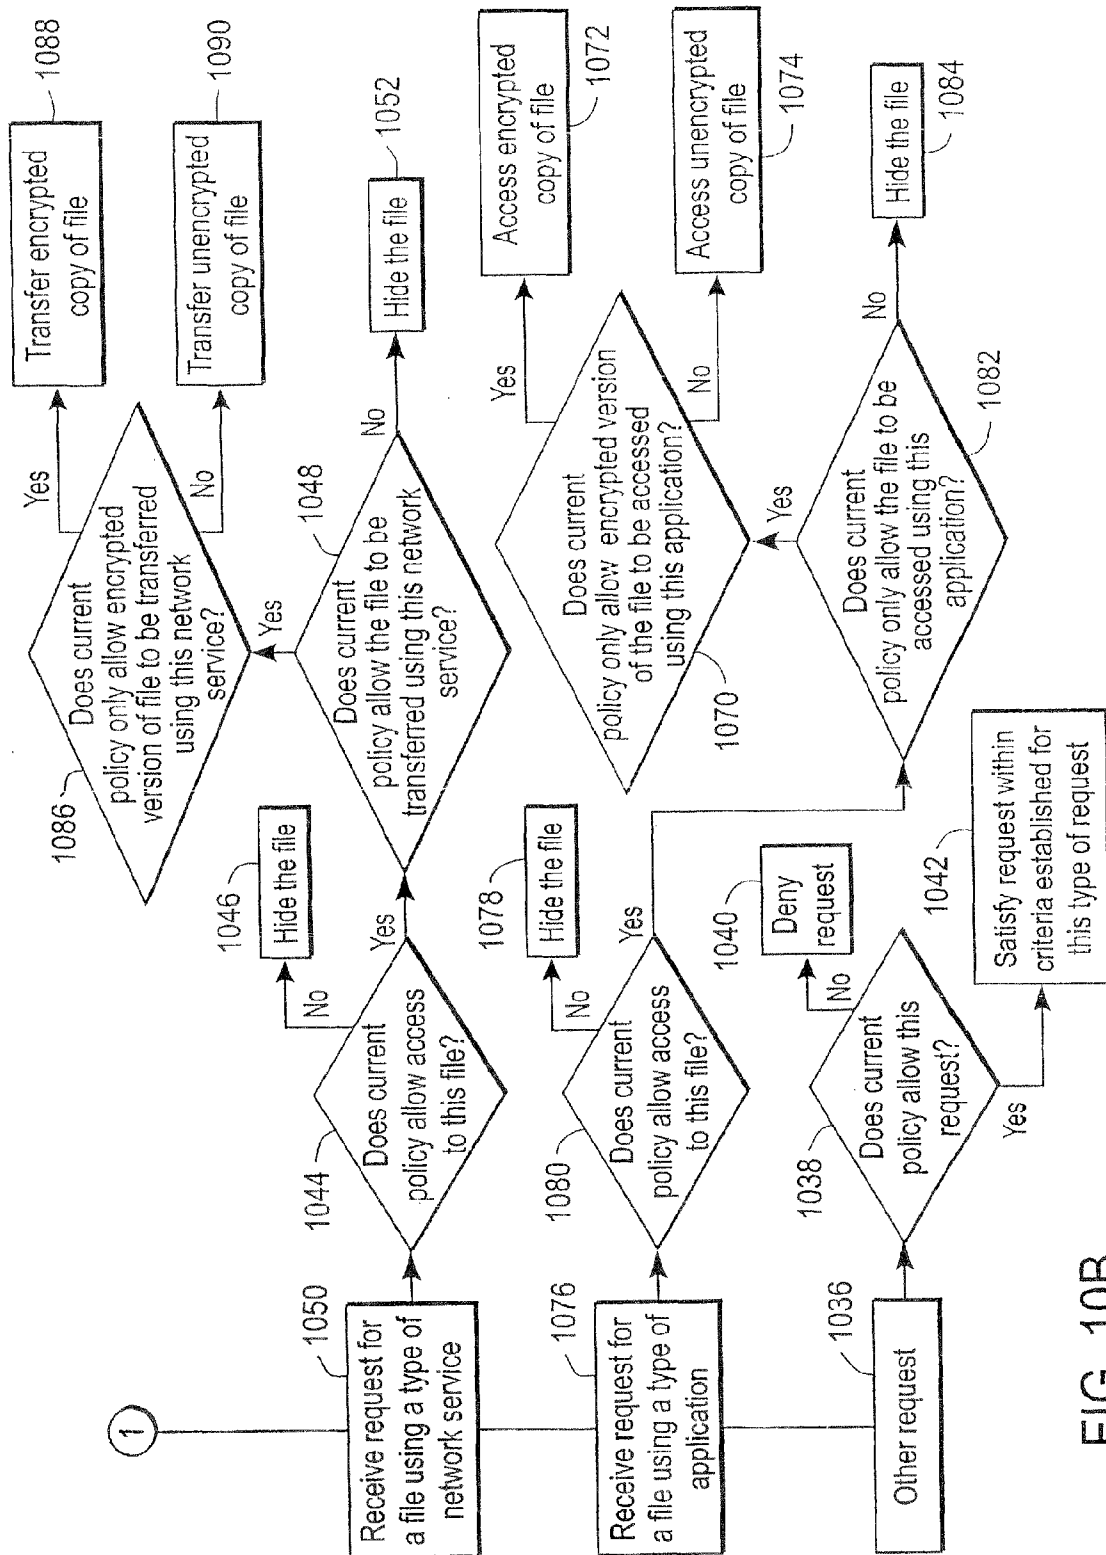 1
Receive request for
a file using a type of
network service
1050
Does current
policy allow access
to this file?
1044
No
Hide the file
1046
Yes
Does current
policy allow the file to be
transferred using this network
service?
1048
No
Hide the file
1052
Yes
Does current
policy only allow encrypted
version of file to be transferred
using this network
service?
1086
Yes
Transfer encrypted
copy of file
1088
No
Transfer unencrypted
copy of file
1090
Receive request for
a file using a type of
application
1076
Does current
policy allow access
to this file?
1080
No
Hide the file
1078
Yes
Does current
policy only allow the file to be
accessed using this
application?
1082
No
Hide the file
1084
Yes
Does current
policy only allow encrypted version
of the file to be accessed
using this application?
1070
Yes
Access encrypted
copy of file
1072
No
Access unencrypted
copy of file
1074
Other request
1036
Does current
policy allow this
request?
1038
No
Deny
request
1040
Yes
Satisfy request within
criteria established for
this type of request
1042
FIG. 10B